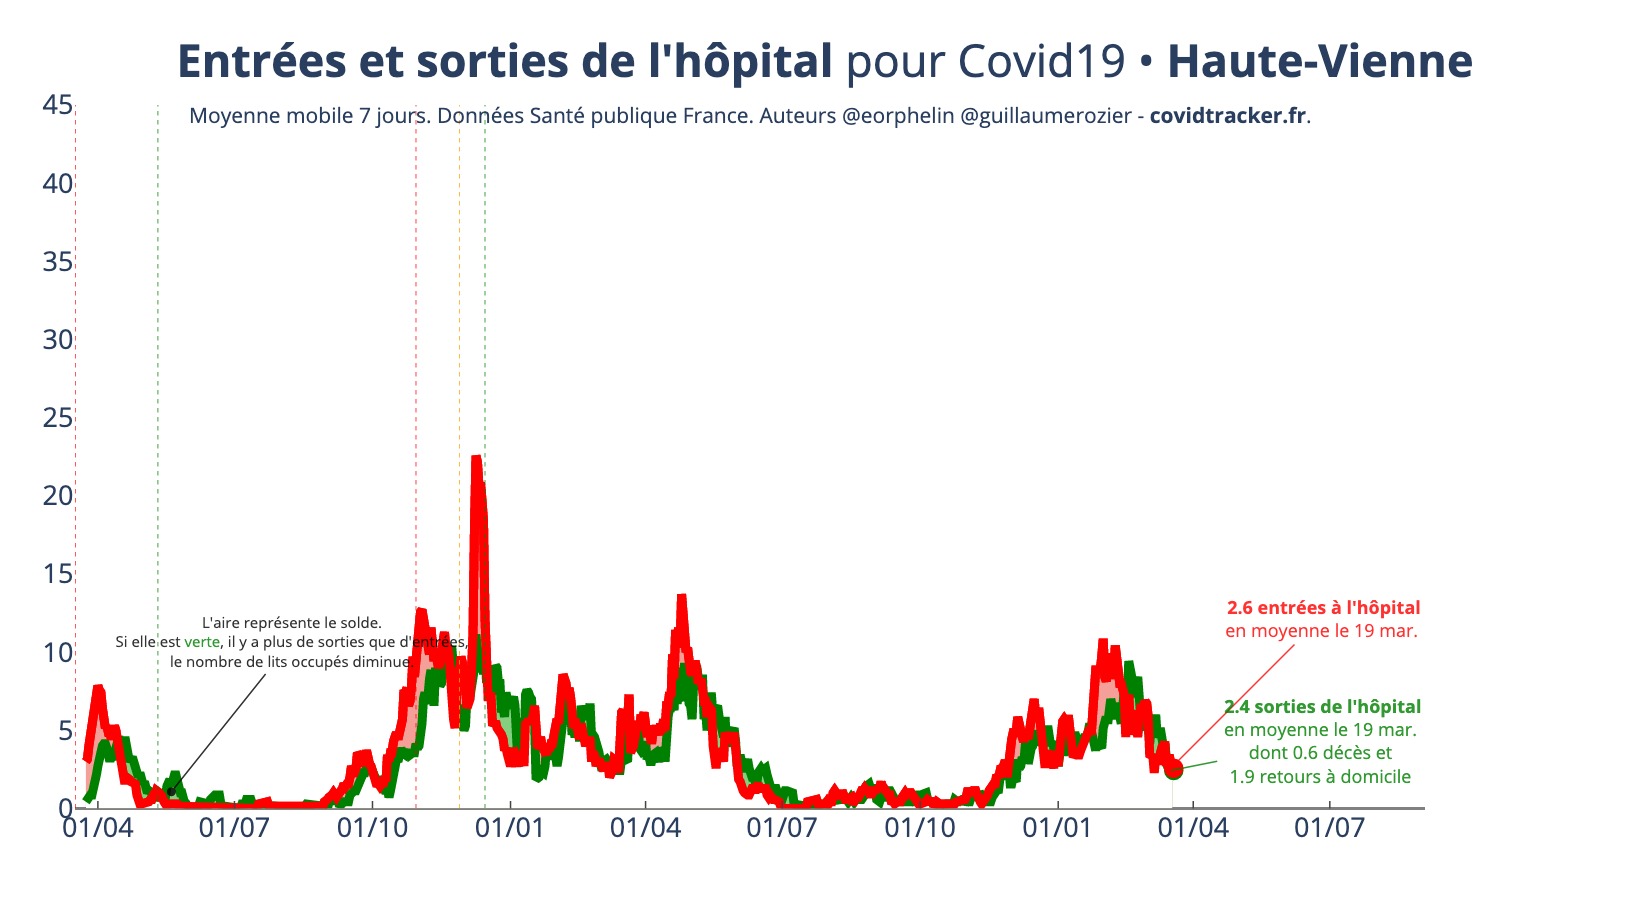 Entrées et sorties de l'hôpital pour Covid19 • Haute-Vienne
Moyenne mobile 7 jours. Données Santé publique France. Auteurs @eorphelin @guillaumerozier - covidtracker.fr.
45
40
35
30
25
20
15
10
5
0
L'aire représente le solde.
Si elle est verte, il y a plus de sorties que d'entrées,
le nombre de lits occupés diminue.
2.6 entrées à l'hôpital
en moyenne le 19 mar.
2.4 sorties de l'hôpital
en moyenne le 19 mar.
dont 0.6 décès et
1.9 retours à domicile
01/04 01/07 01/10 01/01 01/04 01/07 01/10 01/01 01/04 01/07